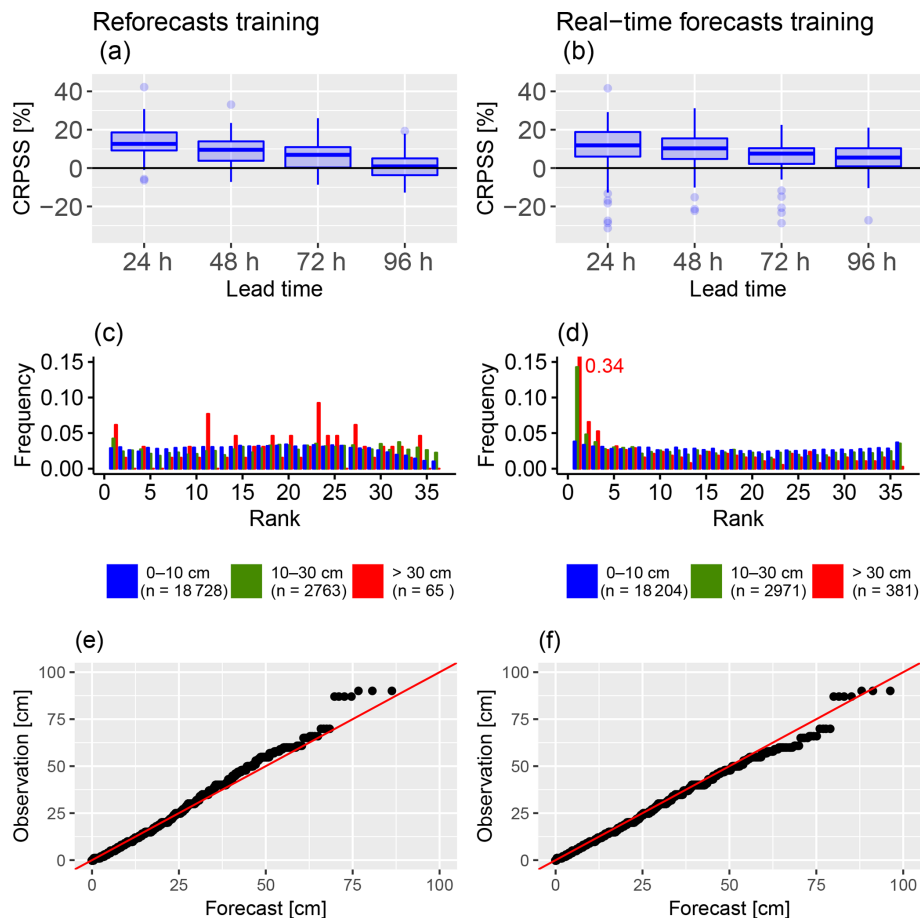 Reforecasts training
Real−time forecasts training
(a)
(b)
CRPSS [%]
40
20
0
−20
24 h 48 h 72 h 96 h
Lead time
CRPSS [%]
40
20
0
−20
24 h 48 h 72 h 96 h
Lead time
(c)
(d)
Frequency
0.15
0.10
0.05
0.00
0 5 10 15 20 25 30 35
Rank
Frequency
0.15
0.10
0.05
0.00
0.34
0 5 10 15 20 25 30 35
Rank
0–10 cm
(n = 18 728)
10–30 cm
(n = 2763)
> 30 cm
(n = 65 )
0–10 cm
(n = 18 204)
10–30 cm
(n = 2971)
> 30 cm
(n = 381)
(e)
(f)
Observation [cm]
100
75
50
25
0
0 25 50 75 100
Forecast [cm]
Observation [cm]
100
75
50
25
0
0 25 50 75 100
Forecast [cm]